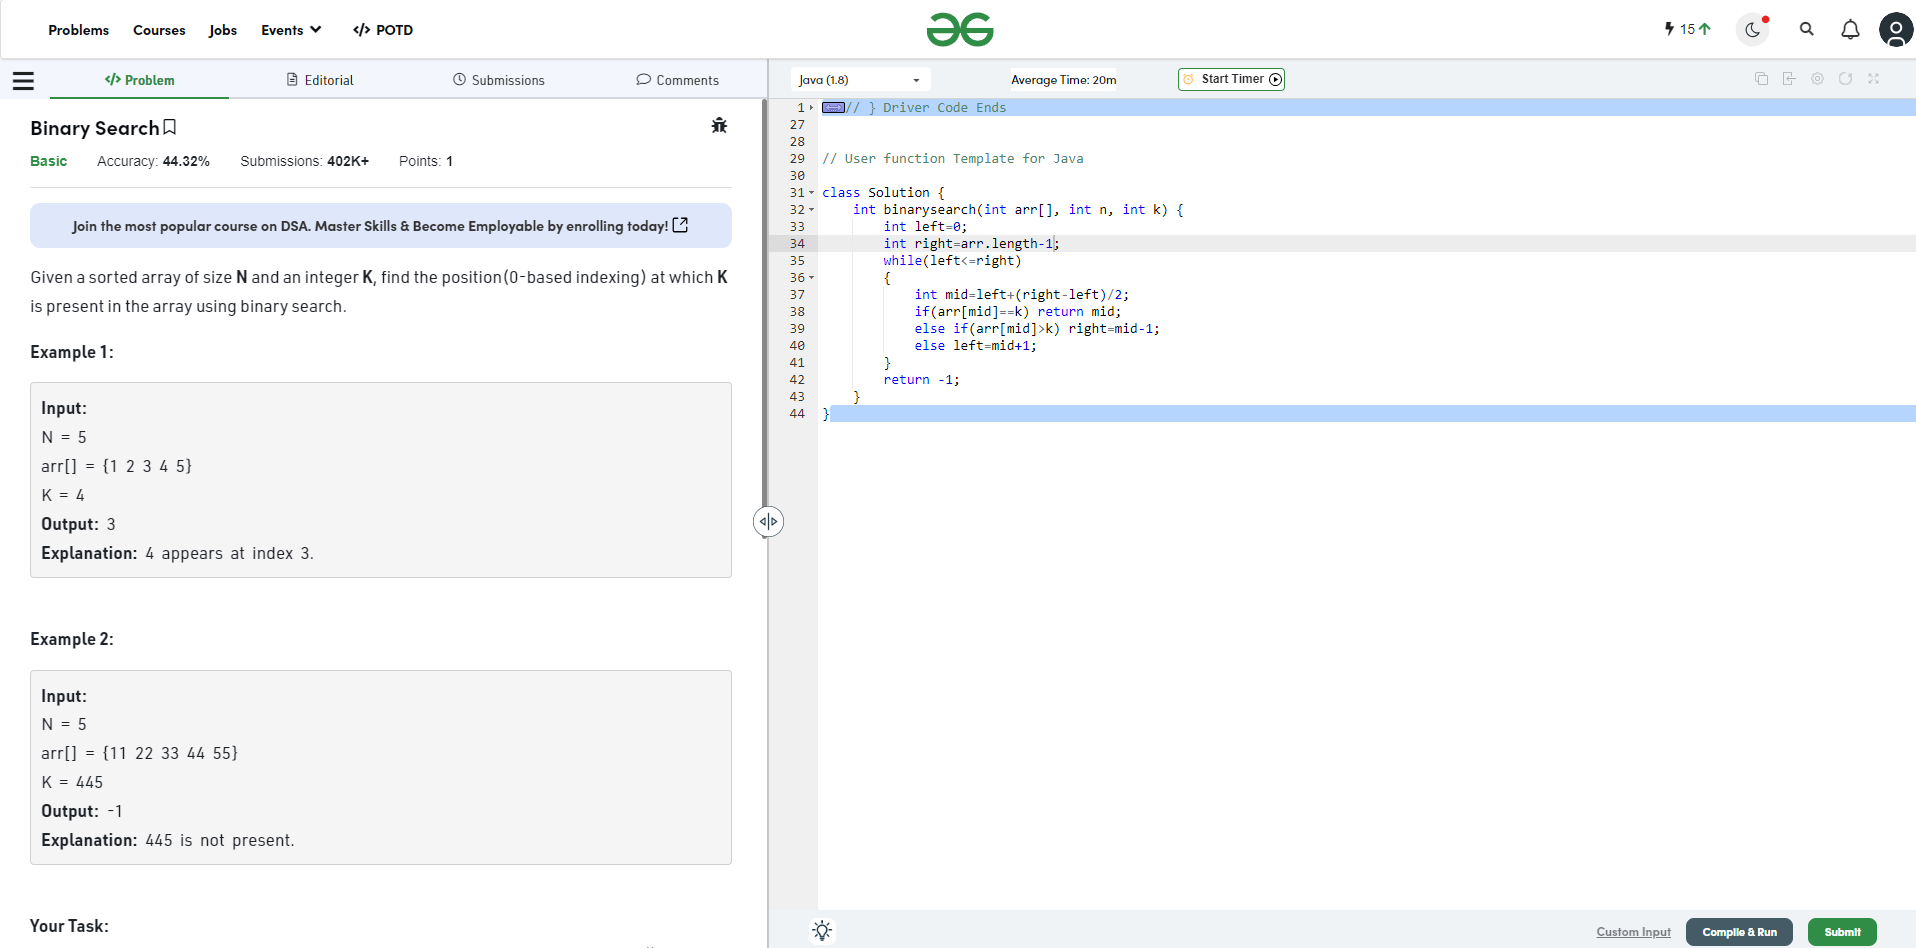 Problems Courses Jobs Events </> POTD
15
</> Problem Editorial Submissions Comments
Binary Search
Basic Accuracy: 44.32% Submissions: 402K+ Points: 1
Join the most popular course on DSA. Master Skills & Become Employable by enrolling today!
Given a sorted array of size N and an integer K, find the position(0-based indexing) at which K
is present in the array using binary search.
Example 1:
Input:
N = 5
arr[] = {1 2 3 4 5}
K = 4
Output: 3
Explanation: 4 appears at index 3.
Example 2:
Input:
N = 5
arr[] = {11 22 33 44 55}
K = 445
Output: -1
Explanation: 445 is not present.
Your Task:
Java (1.8) Average Time: 20m Start Timer
1 // } Driver Code Ends
27
28
29 // User function Template for Java
30
31 class Solution {
32 int binarysearch(int arr[], int n, int k) {
33 int left=0;
34 int right=arr.length-1;
35 while(left<=right)
36 {
37 int mid=left+(right-left)/2;
38 if(arr[mid]==k) return mid;
39 else if(arr[mid]>k) right=mid-1;
40 else left=mid+1;
41 }
42 return -1;
43 }
44 }
Custom Input Compile & Run Submit